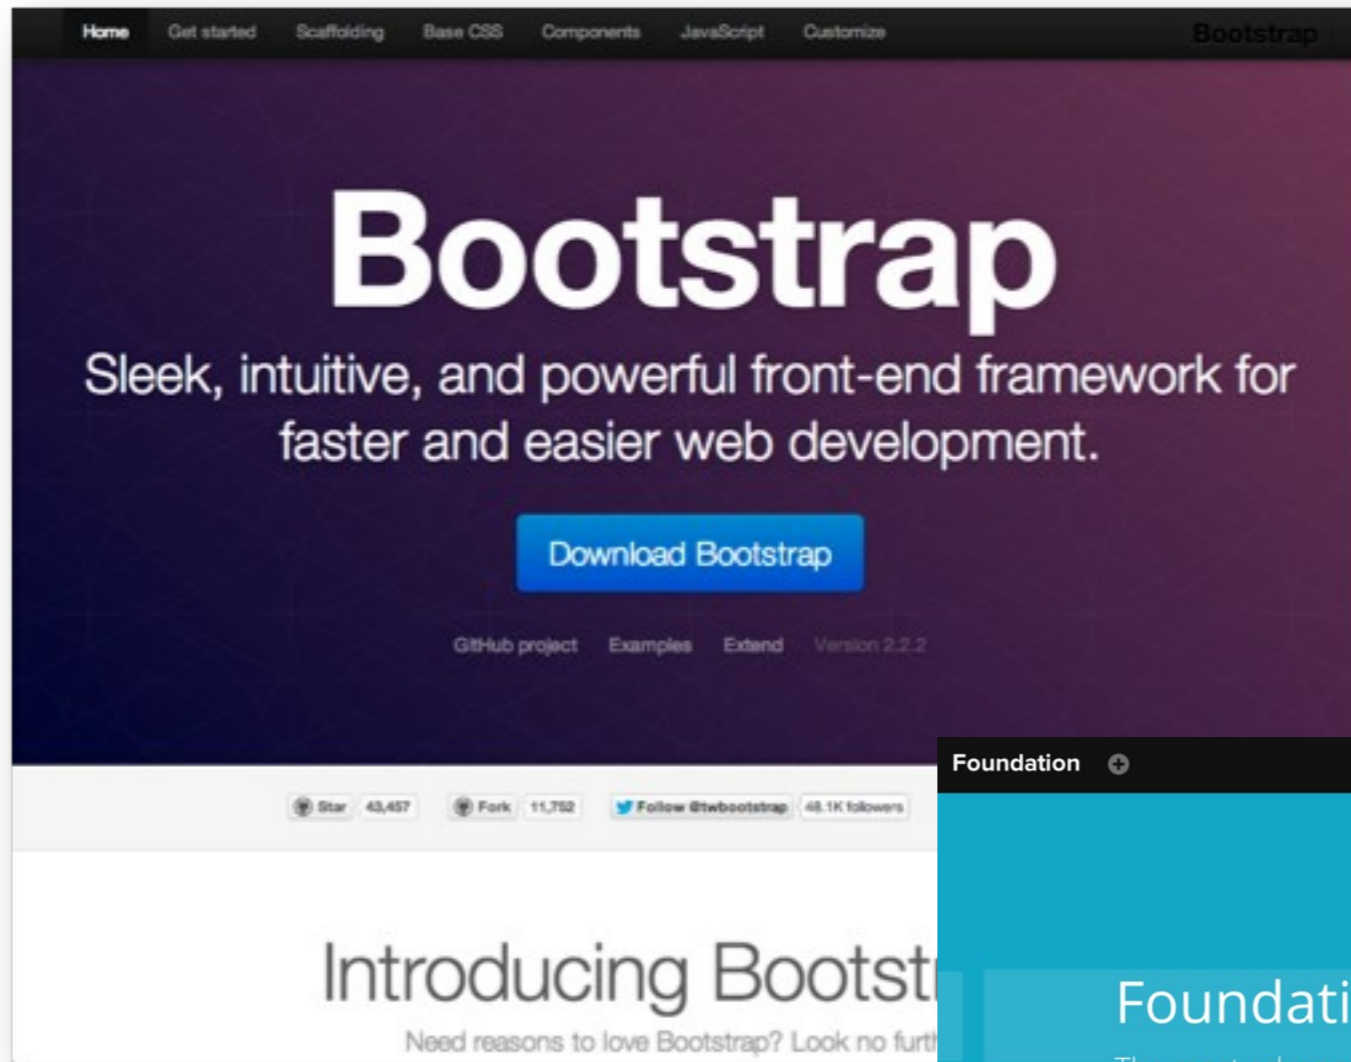 Home Get started Scaffolding Base CSS Components JavaScript Customize Bootstrap
Bootstrap
Sleek, intuitive, and powerful front-end framework for
faster and easier web development.
Download Bootstrap
GitHub project Examples Extend Version 2.2.2
Star 43,457 Fork 11,752 Follow @twbootstrap 48.1K followers
Introducing Bootst
Need reasons to love Bootstrap? Look no furth
Foundation
Foundati